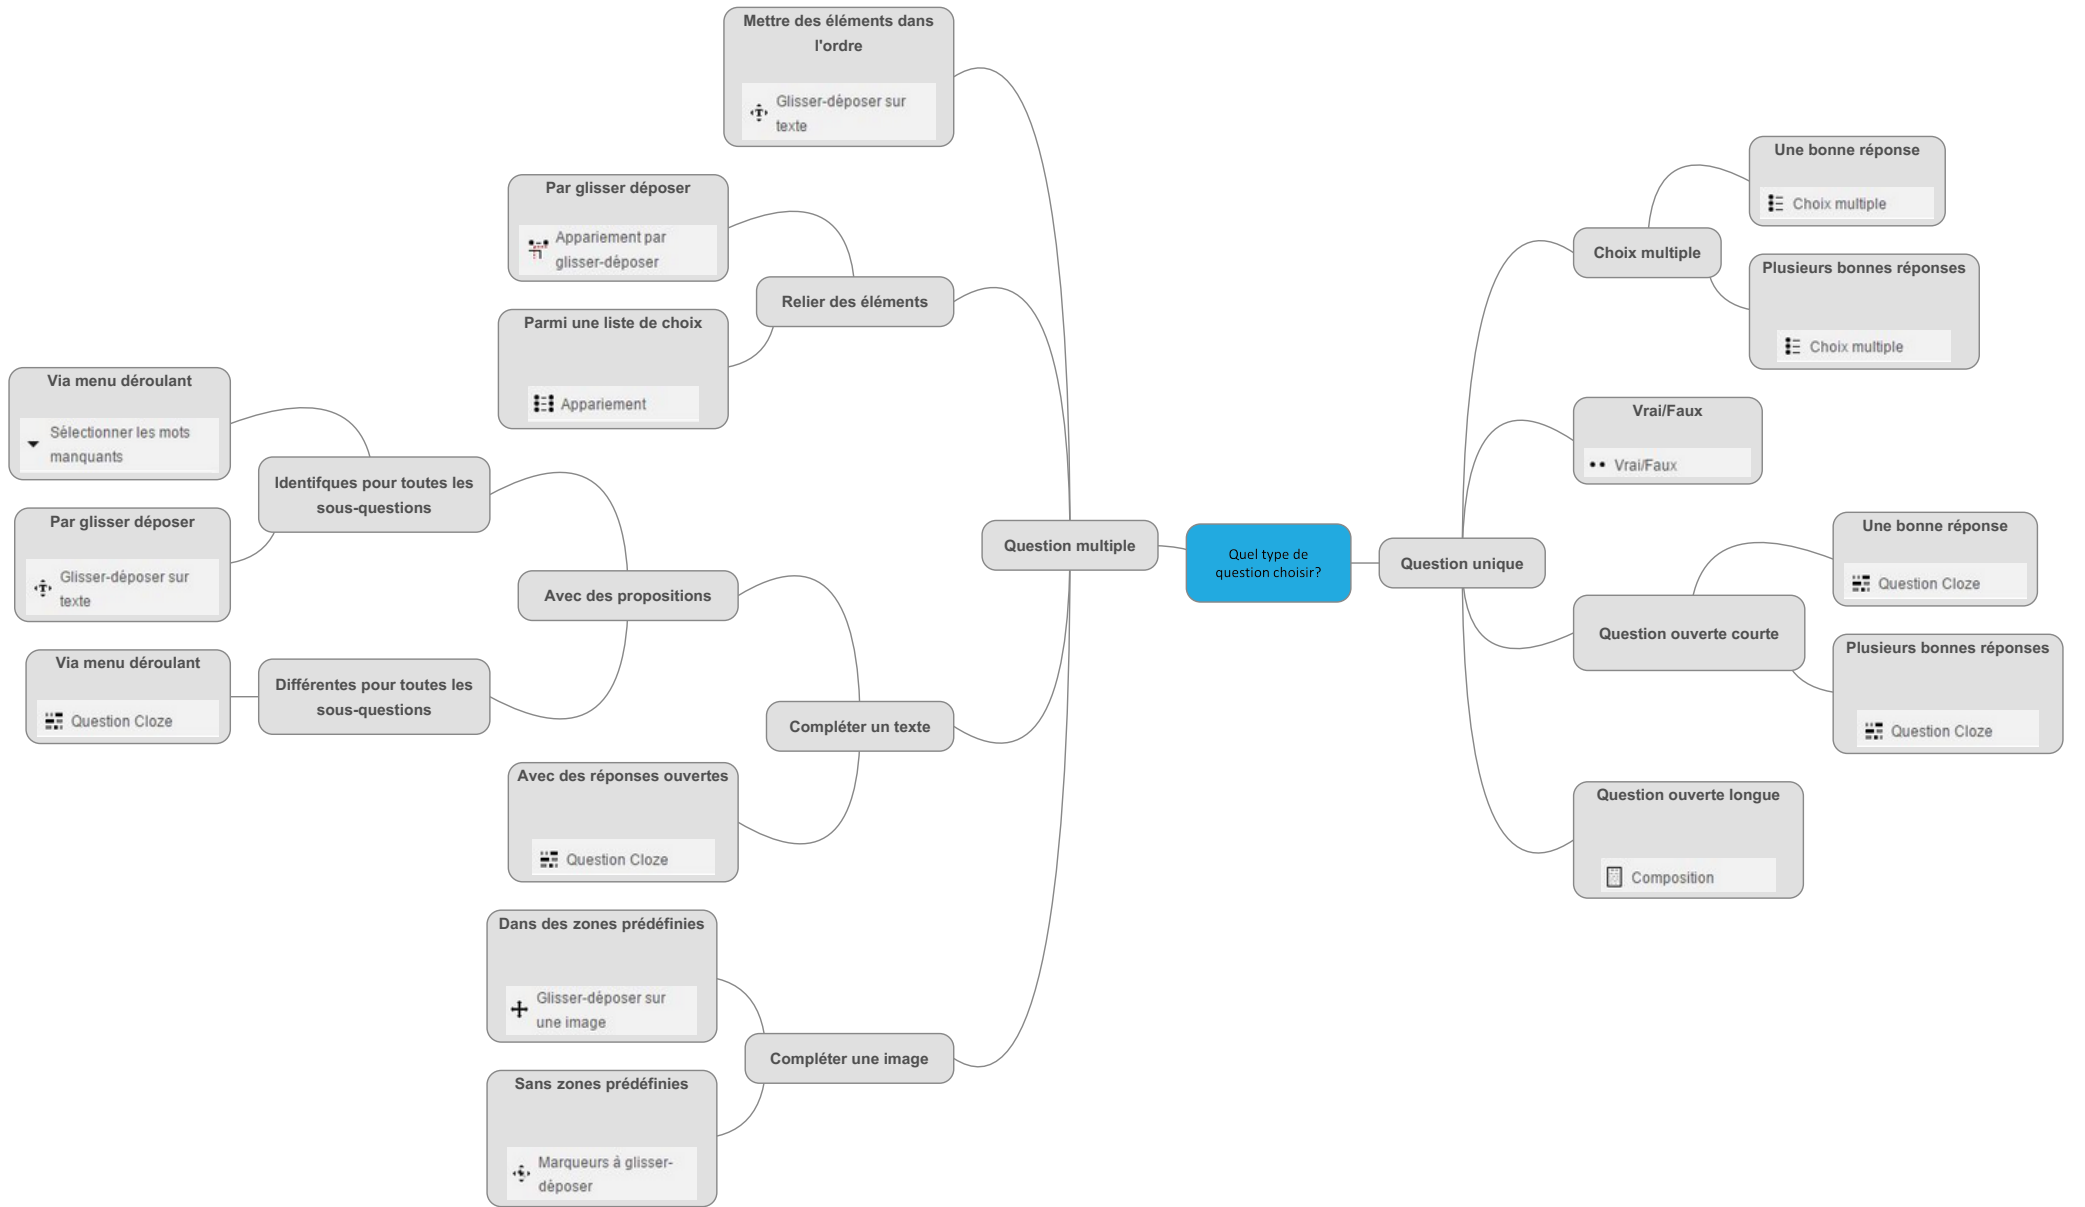 Mettre des éléments dans
l'ordre
Glisser-déposer sur
texte
Par glisser déposer
Appariement par
glisser-déposer
Relier des éléments
Parmi une liste de choix
Appariement
Via menu déroulant
Sélectionner les mots
manquants
Identifques pour toutes les
sous-questions
Par glisser déposer
Glisser-déposer sur
texte
Avec des propositions
Via menu déroulant
Question Cloze
Différentes pour toutes les
sous-questions
Compléter un texte
Avec des réponses ouvertes
Question Cloze
Dans des zones prédéfinies
Glisser-déposer sur
une image
Compléter une image
Sans zones prédéfinies
Marqueurs à glisser-
déposer
Question multiple
Quel type de
question choisir?
Question unique
Une bonne réponse
Choix multiple
Choix multiple
Plusieurs bonnes réponses
Choix multiple
Vrai/Faux
Vrai/Faux
Une bonne réponse
Question Cloze
Question ouverte courte
Plusieurs bonnes réponses
Question Cloze
Question ouverte longue
Composition